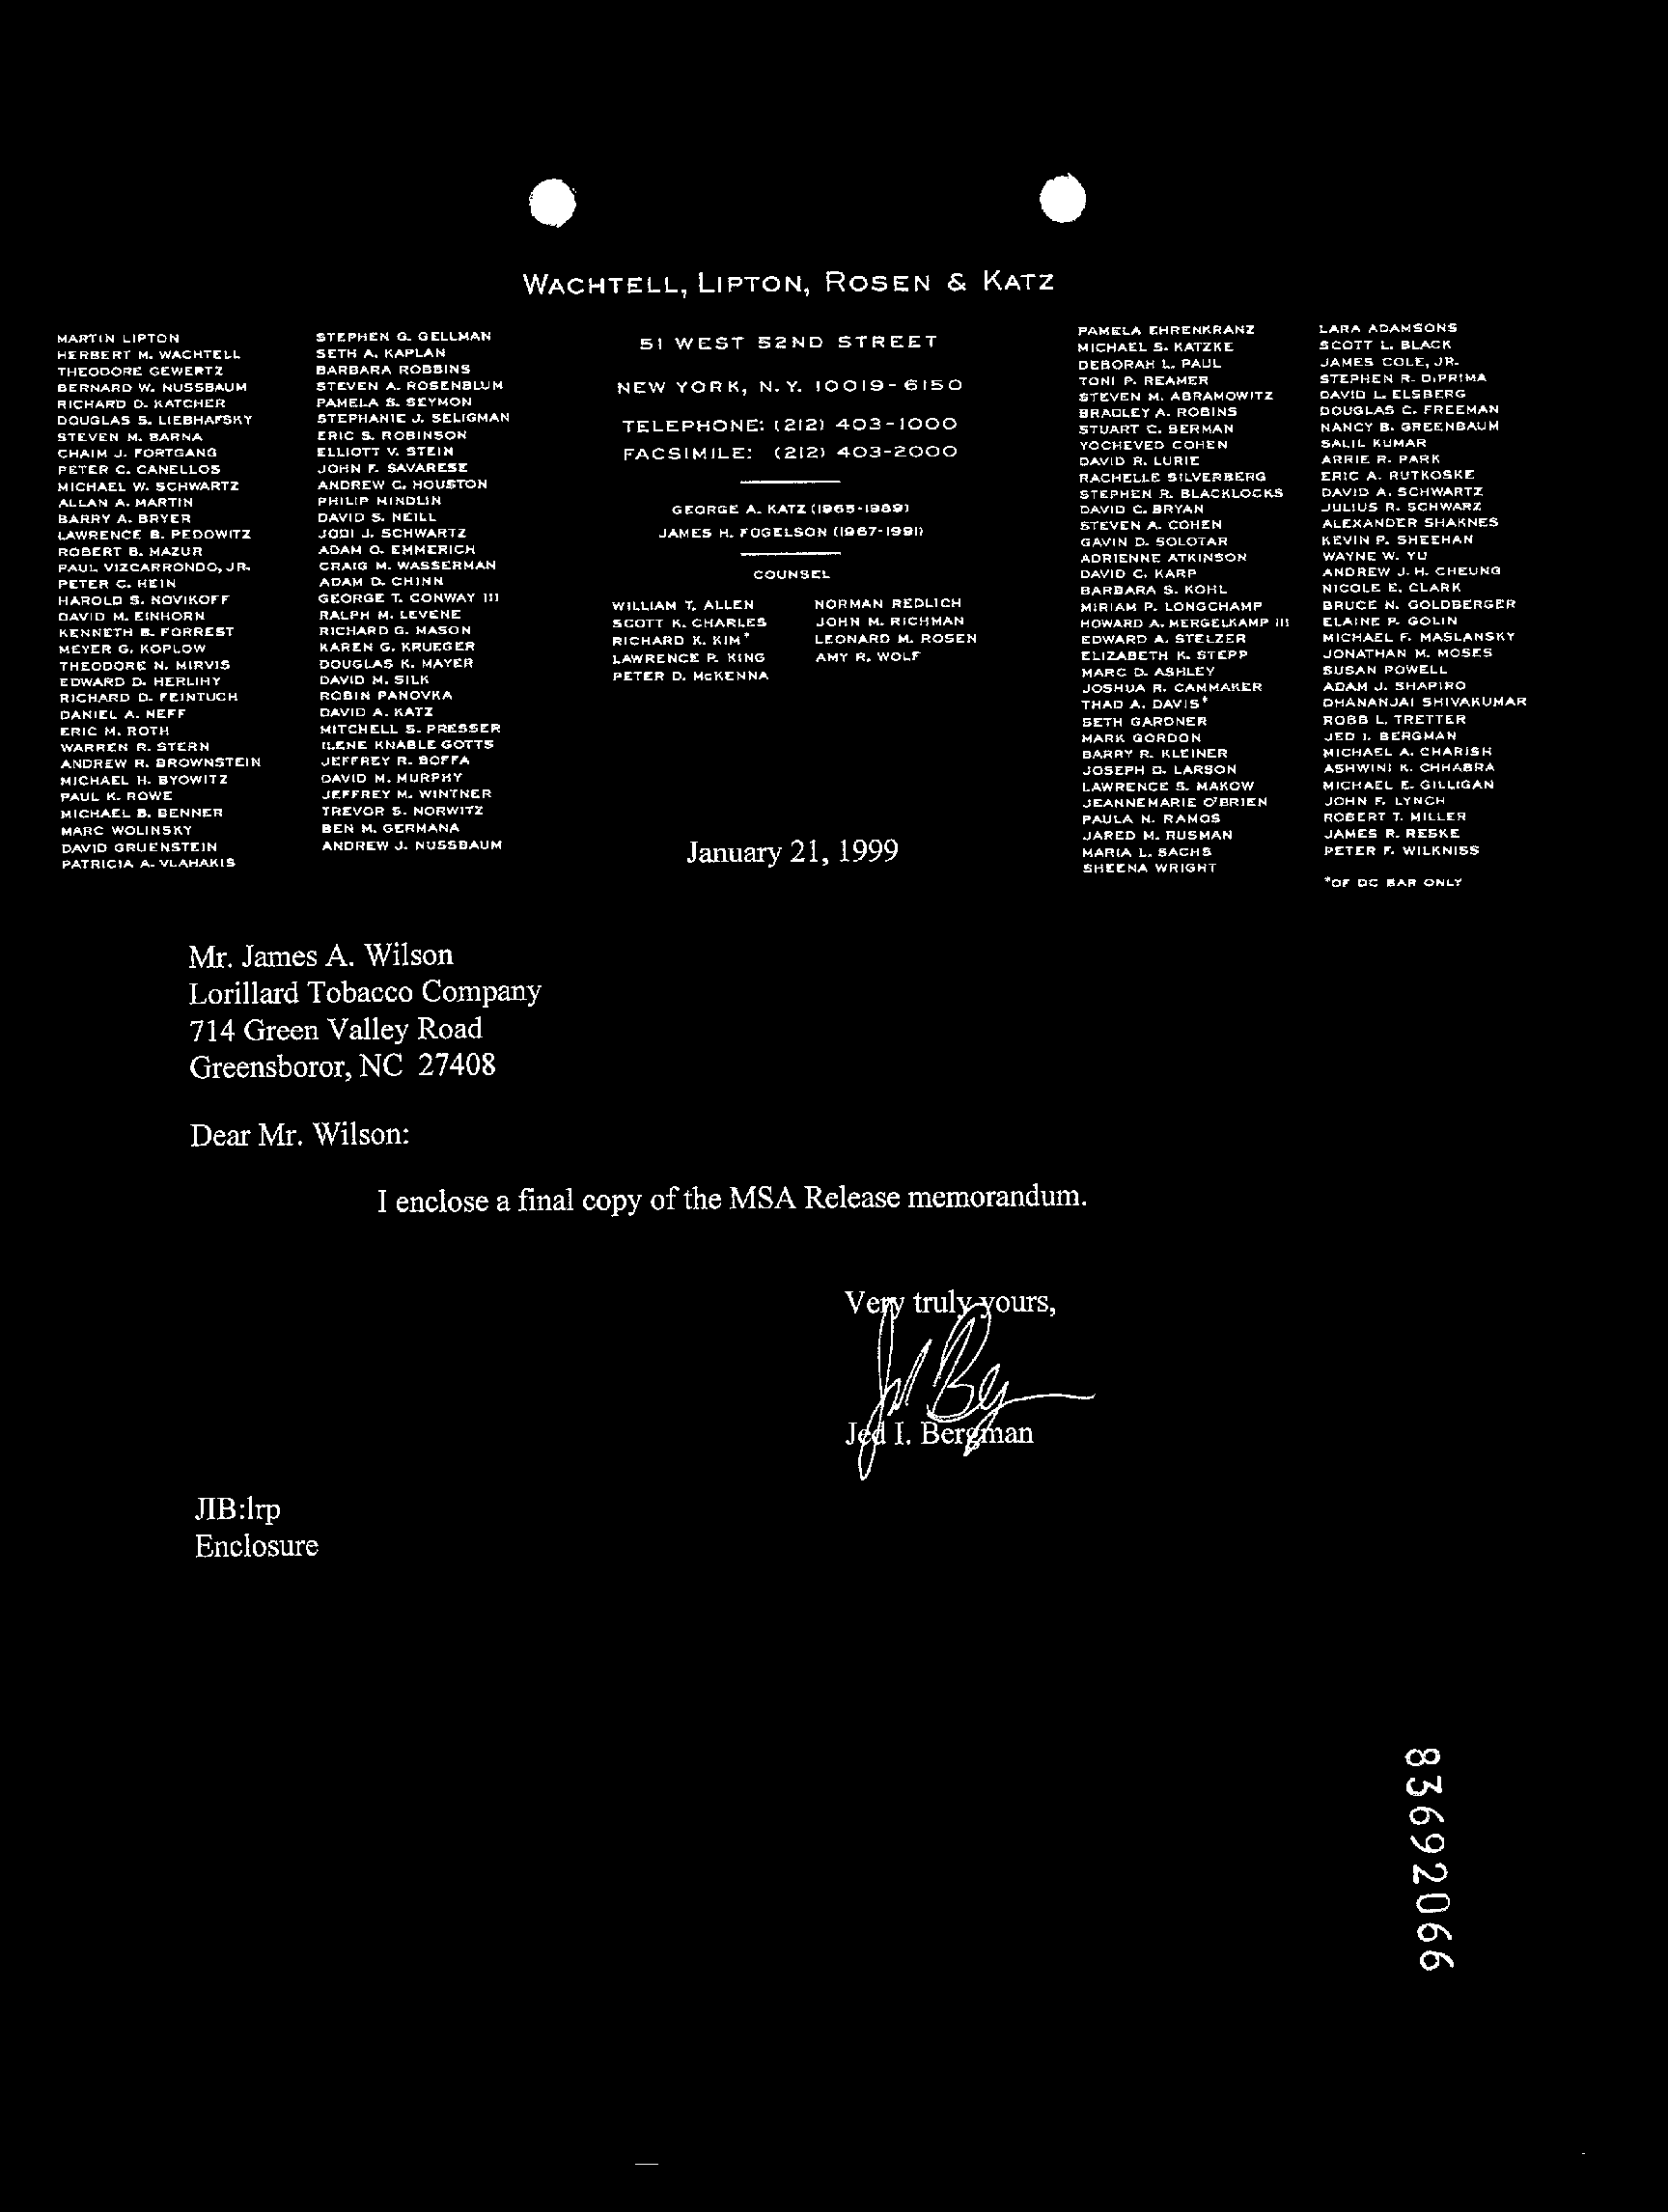 WACHTELL, LIPTON, ROSEN & KATZ
MARTIN LIPTON
HERBERT M. WACHTELL
THEODORE GEWERTZ
BERNARD W. NUSSBAUM
RICHARD D. KATCHER
DOUGLAS S. LIEBHAFSKY
STEVEN M. BARNA
CHAIM J. FORTGANG
PETER C. CANELLOS
MICHAEL W. SCHWARTZ
ALLAN A. MARTIN
BARRY A. BRYER
LAWRENCE B. PEDOWITZ
ROBERT B. MAZUR
PAUL VIZCARRONDO, JR.
PETER C. HEIN
HAROLD S. NOVIKOFF
DAVID M. EINHORN
KENNETH B. FORREST
MEYER G. KOPLOW
THEODORE N. MIRVIS
EDWARD D. HERLIHY
RICHARD D. FEINTUCH
DANIEL A. NEFF
ERIC M. ROTH
WARREN R. STERN
ANDREW R. BROWNSTEIN
MICHAEL H. BYOWITZ
PAUL K. ROWE
MICHAEL B. BENNER
MARC WOLINSKY
DAVID GRUENSTEIN
PATRICIA A. VLAHAKIS
STEPHEN G. GELLMAN
SETH A. KAPLAN
BARBARA ROBBINS
STEVEN A. ROSENBLUM
PAMELA S. SEYMON
STEPHANIE J. SELIGMAN
ERIC S. ROBINSON
ELLIOTT V. STEIN
JOHN F. SAVARESE
ANDREW C. HOUSTON
PHILIP MINDLIN
DAVID S. NEILL
JODI J. SCHWARTZ
ADAM O. EMMERICH
CRAIG M. WASSERMAN
ADAM D. CHINN
GEORGE T. CONWAY III
RALPH M. LEVENE
RICHARD G. MASON
KAREN G. KRUEGER
DOUGLAS K. MAYER
DAVID M. SILK
ROBIN PANOVKA
DAVID A. KATZ
MITCHELL S. PRESSER
ILENE KNABLE GOTTS
JEFFREY R. BOFFA
DAVID M. MURPHY
JEFFREY M. WINTNER
TREVOR S. NORWITZ
BEN M. GERMANA
ANDREW J. NUSSBAUM
51 WEST 52ND STREET
NEW YORK, N.Y. 10019-6150
TELEPHONE: (212) 403-1000
FACSIMILE: (212) 403-2000
GEORGE A. KATZ (1965-1989)
JAMES H. FOGELSON (1967-1991)
COUNSEL
WILLIAM T. ALLEN
SCOTT K. CHARLES
RICHARD K. KIM*
LAWRENCE P. KING
PETER D. McKENNA
NORMAN REDLICH
JOHN M. RICHMAN
LEONARD M. ROSEN
AMY R. WOLF
PAMELA EHRENKRANZ
MICHAEL S. KATZKE
DEBORAH L. PAUL
TONI P. REAMER
STEVEN M. ABRAMOWITZ
BRADLEY A. ROBINS
STUART C. BERMAN
YOCHEVED COHEN
DAVID R. LURIE
RACHELLE SILVERBERG
STEPHEN R. BLACKLOCKS
DAVID C. BRYAN
STEVEN A. COHEN
GAVIN D. SOLOTAR
ADRIENNE ATKINSON
DAVID C. KARP
BARBARA S. KOHL
MIRIAM P. LONGCHAMP
HOWARD A. MERGELKAMP III
EDWARD A. STELZER
ELIZABETH K. STEPP
MARC D. ASHLEY
JOSHUA R. CAMMAKER
THAD A. DAVIS*
SETH GARDNER
MARK GORDON
BARRY R. KLEINER
JOSEPH D. LARSON
LAWRENCE S. MAKOW
JEANNEMARIE O'BRIEN
PAULA N. RAMOS
JARED M. RUSMAN
MARIA L. SACHS
SHEENA WRIGHT
LARA ADAMSONS
SCOTT L. BLACK
JAMES COLE, JR.
STEPHEN R. DiPRIMA
DAVID L. ELSBERG
DOUGLAS C. FREEMAN
NANCY B. GREENBAUM
SALIL KUMAR
ARRIE R. PARK
ERIC A. RUTKOSKE
DAVID A. SCHWARTZ
JULIUS R. SCHWARZ
ALEXANDER SHAKNES
KEVIN P. SHEEHAN
WAYNE W. YU
ANDREW J. H. CHEUNG
NICOLE E. CLARK
BRUCE N. GOLDBERGER
ELAINE P. GOLIN
MICHAEL F. MASLANSKY
JONATHAN M. MOSES
SUSAN POWELL
ADAM J. SHAPIRO
DHANANJAI SHIVAKUMAR
ROBB L. TRETTER
JED I. BERGMAN
MICHAEL A. CHARISH
ASHWINI K. CHHABRA
MICHAEL E. GILLIGAN
JOHN F. LYNCH
ROBERT T. MILLER
JAMES R. RESKE
PETER F. WILKNISS
*OF DC BAR ONLY
January 21, 1999
Mr. James A. Wilson
Lorillard Tobacco Company
714 Green Valley Road
Greensboror, NC 27408
Dear Mr. Wilson:
I enclose a final copy of the MSA Release memorandum.
Very truly yours,
Jed I. Bergman
JIB:lrp
Enclosure
83692066